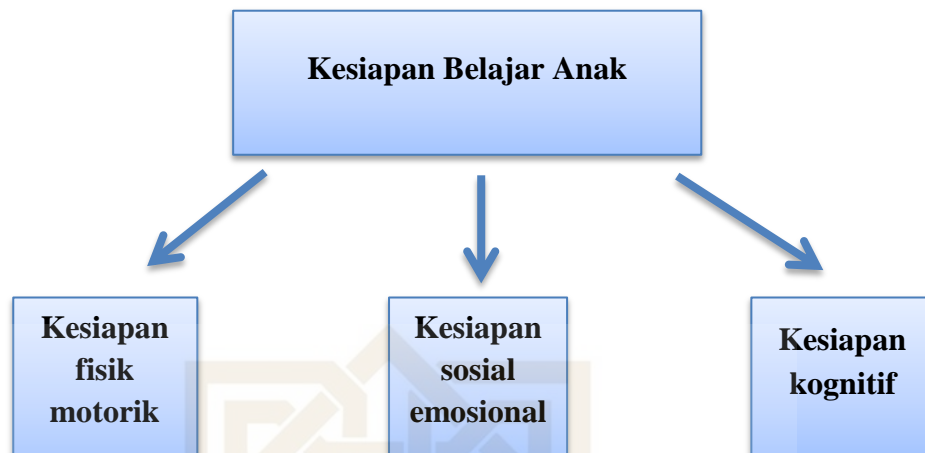 Kesiapan Belajar Anak
Kesiapan
fisik
motorik
Kesiapan
sosial
emosional
Kesiapan
kognitif